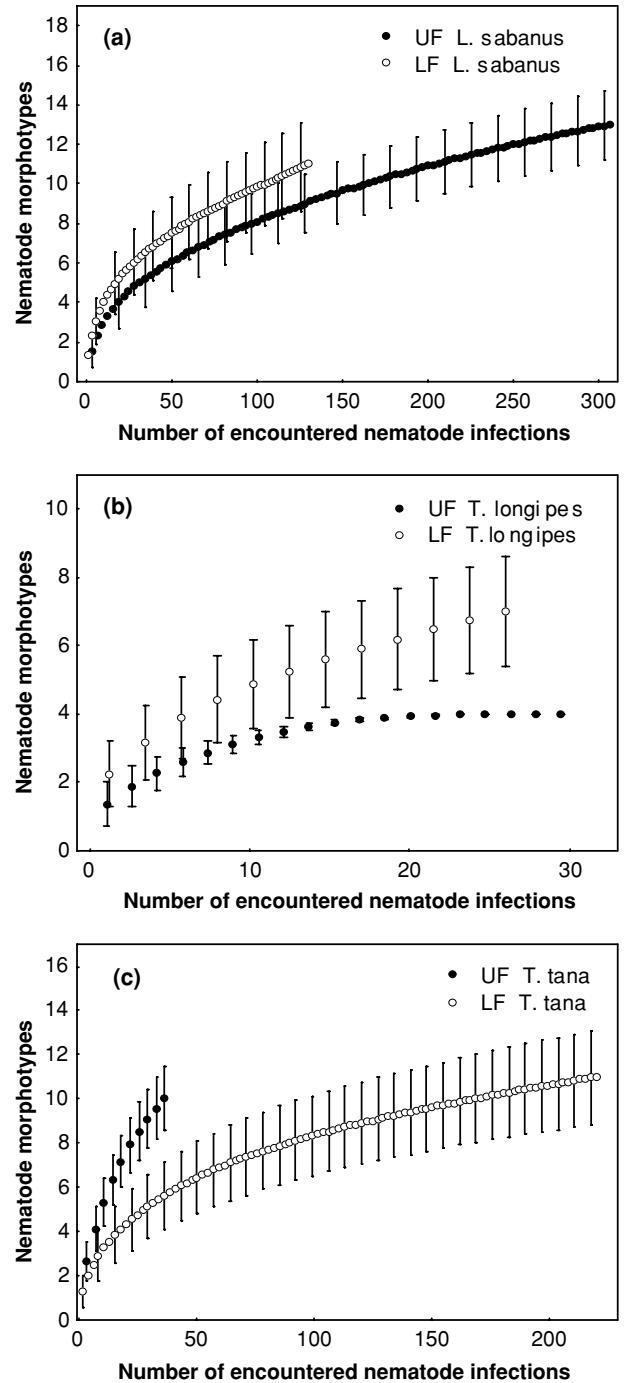 (a)
UF L. sabanus
LF L. sabanus
18
16
14
12
10
8
6
4
2
0
Nematode morphotypes
0 50 100 150 200 250 300
Number of encountered nematode infections
(b)
UF T. longipes
LF T. longipes
10
8
6
4
2
0
Nematode morphotypes
0 10 20 30
Number of encountered nematode infections
(c)
UF T. tana
LF T. tana
16
14
12
10
8
6
4
2
0
Nematode morphotypes
0 50 100 150 200
Number of encountered nematode infections